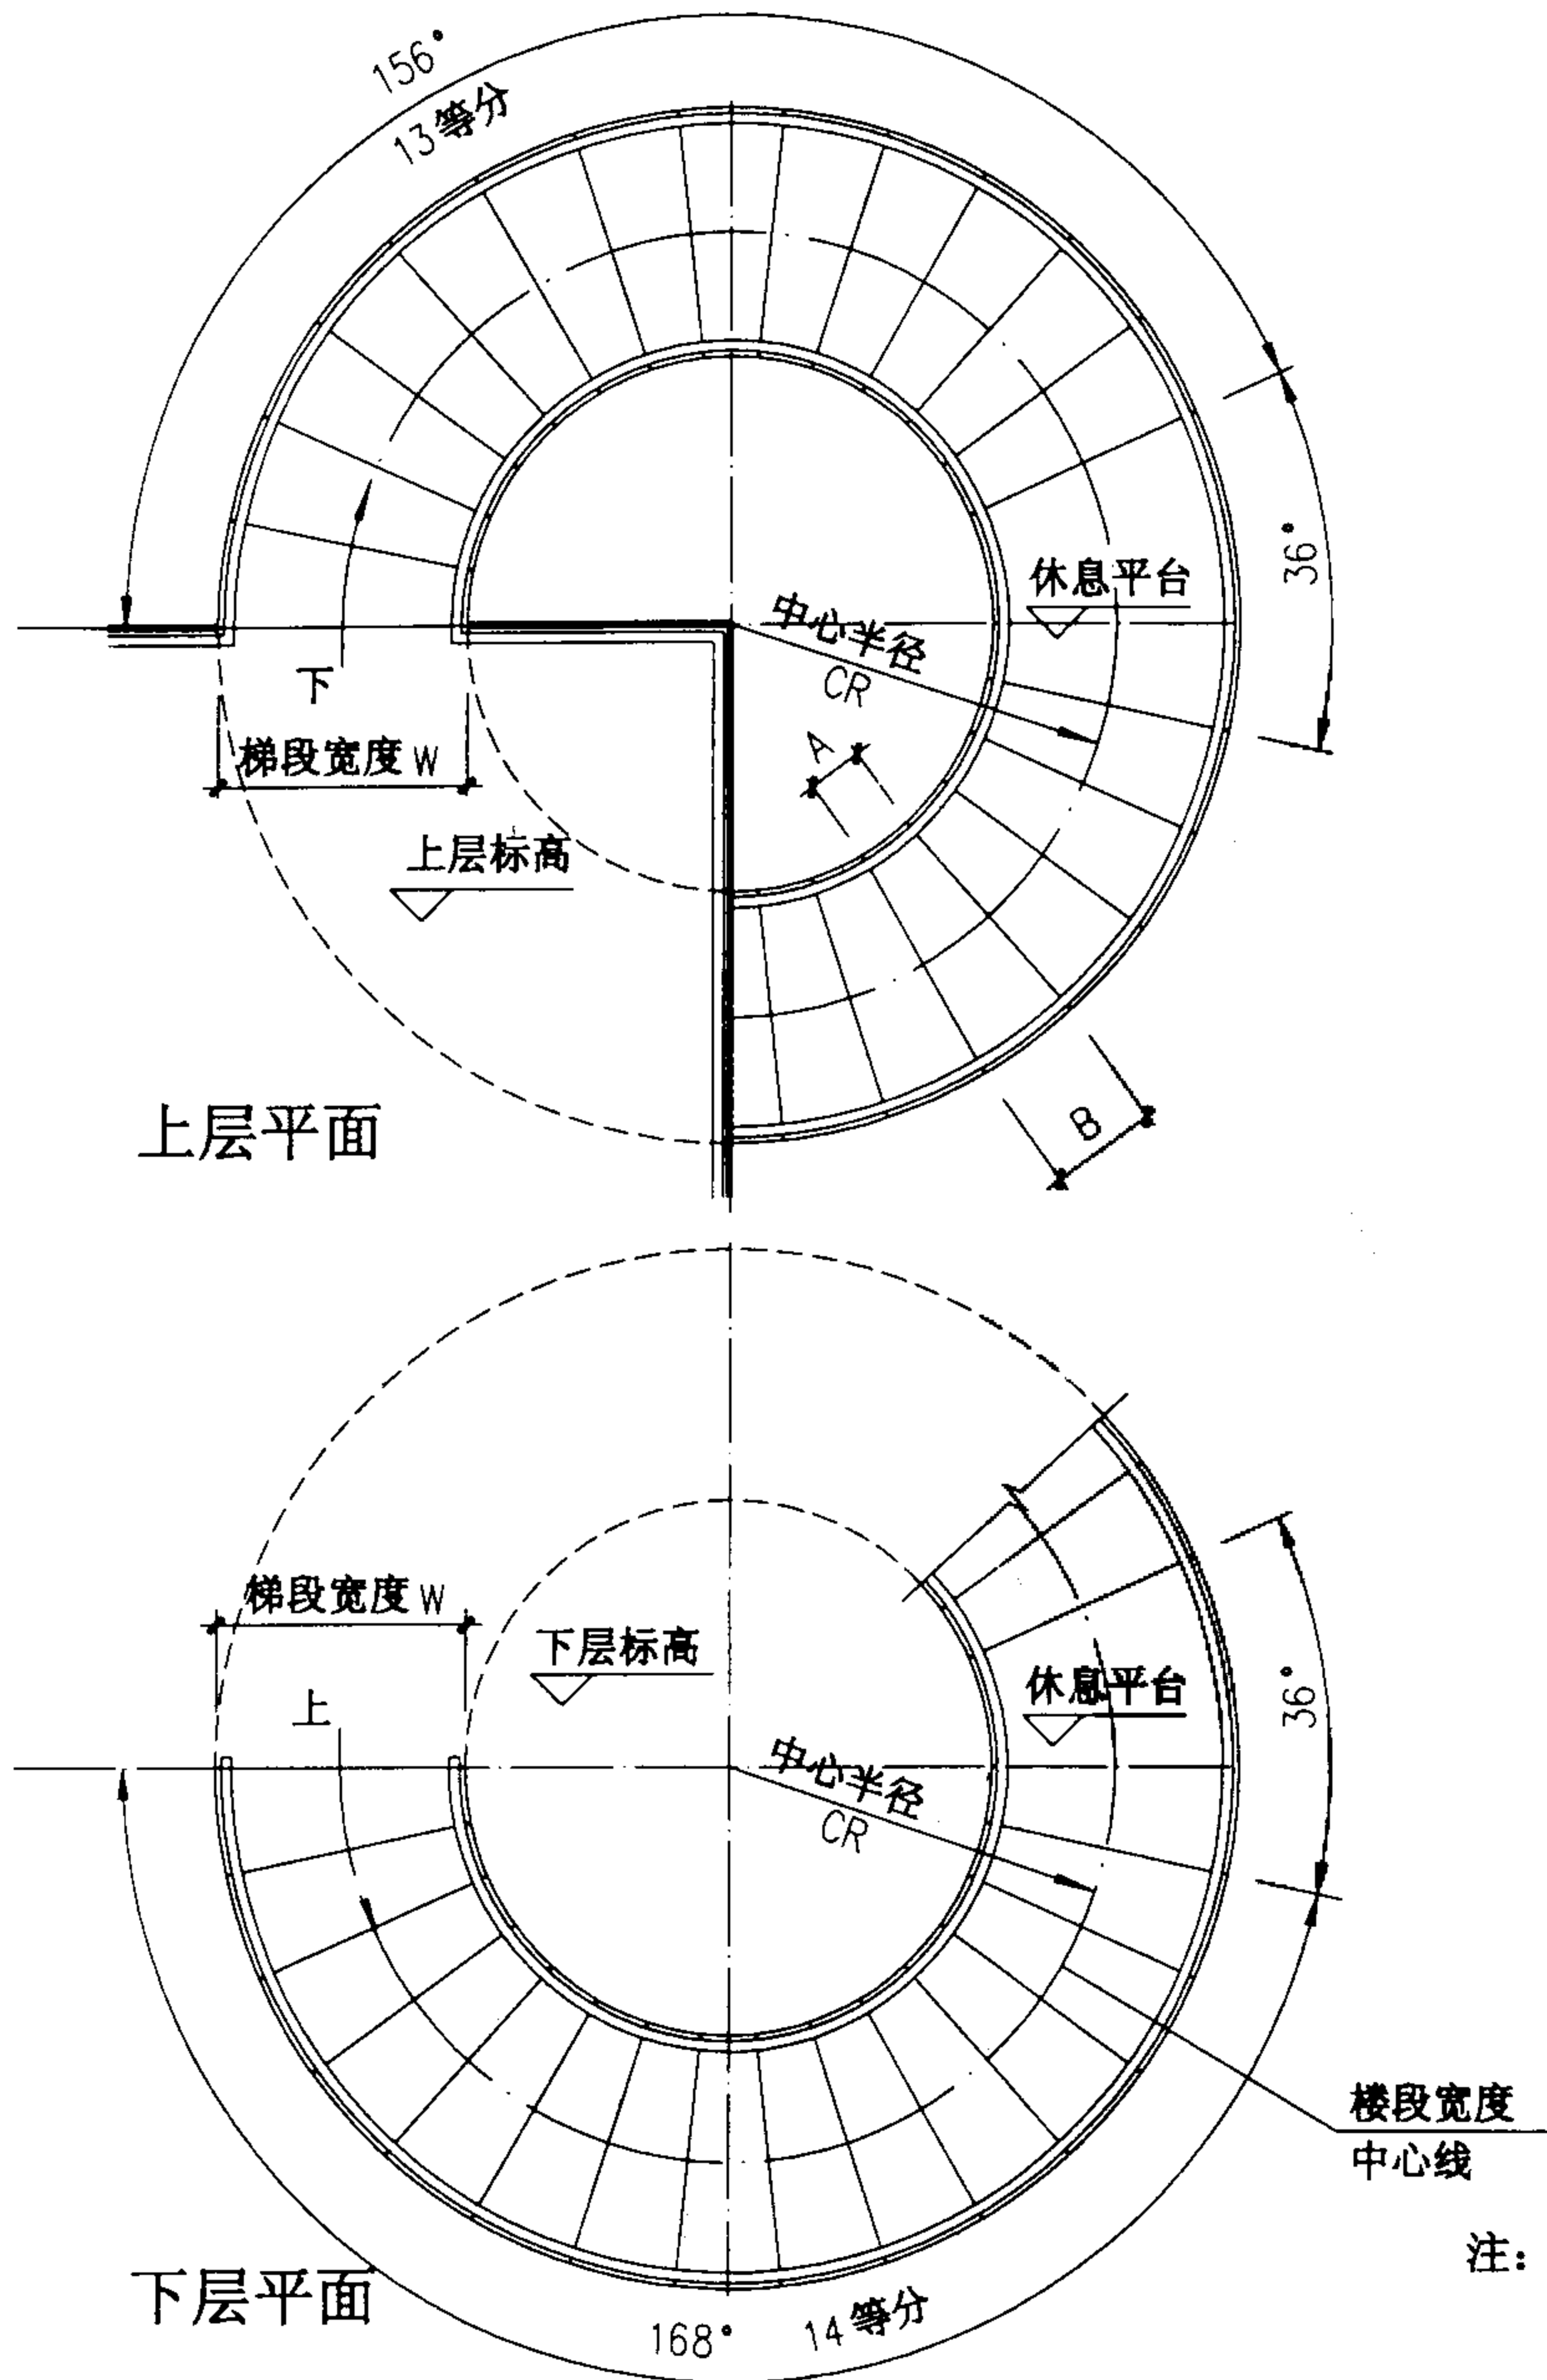 156°
13等分
36°
休息平台
中心半径
CR
下
梯段宽度 W
A
上层标高
B
上层平面
梯段宽度 W
下层标高
上
休息平台
36°
中心半径
CR
楼段宽度
中心线
注:
下层平面
168° 14等分